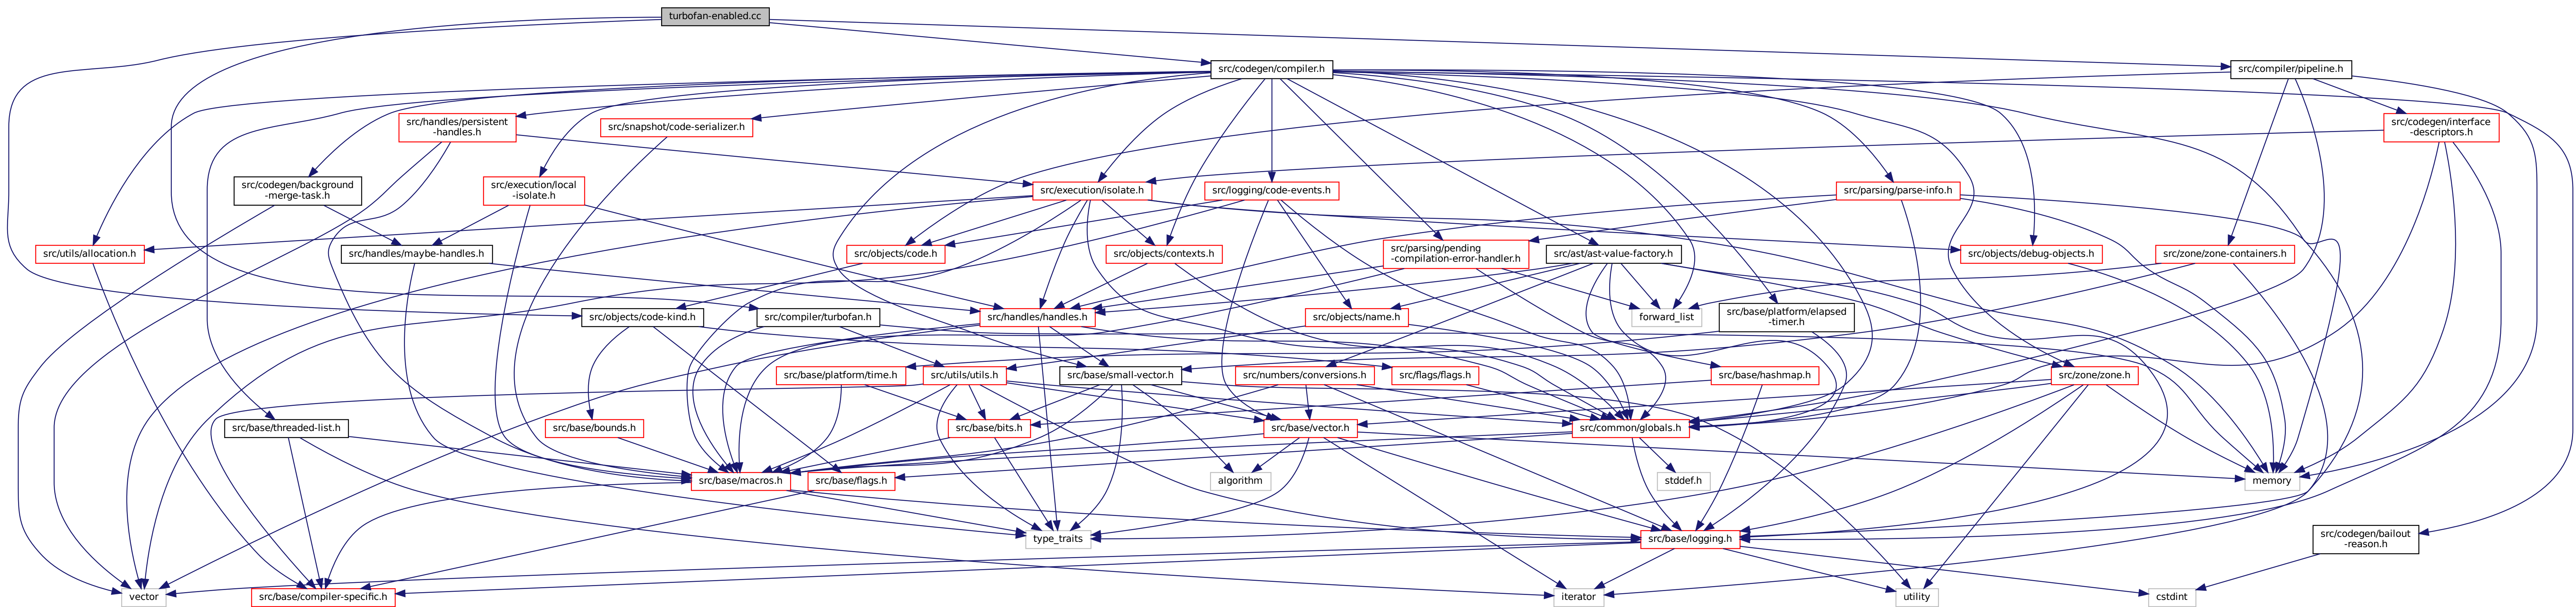 turbofan-enabled.cc
src/codegen/compiler.h
src/compiler/pipeline.h
src/handles/persistent
-handles.h
src/snapshot/code-serializer.h
src/codegen/interface
-descriptors.h
src/codegen/background
-merge-task.h
src/execution/local
-isolate.h
src/execution/isolate.h
src/logging/code-events.h
src/parsing/parse-info.h
src/utils/allocation.h
src/handles/maybe-handles.h
src/objects/code.h
src/objects/contexts.h
src/parsing/pending
-compilation-error-handler.h
src/ast/ast-value-factory.h
src/objects/debug-objects.h
src/zone/zone-containers.h
src/objects/code-kind.h
src/compiler/turbofan.h
src/handles/handles.h
src/objects/name.h
forward_list
src/base/platform/elapsed
-timer.h
src/base/platform/time.h
src/utils/utils.h
src/base/small-vector.h
src/numbers/conversions.h
src/flags/flags.h
src/base/hashmap.h
src/zone/zone.h
src/base/threaded-list.h
src/base/bounds.h
src/base/bits.h
src/base/vector.h
src/common/globals.h
src/base/macros.h
src/base/flags.h
algorithm
stddef.h
memory
type_traits
src/base/logging.h
src/codegen/bailout
-reason.h
vector
src/base/compiler-specific.h
iterator
utility
cstdint